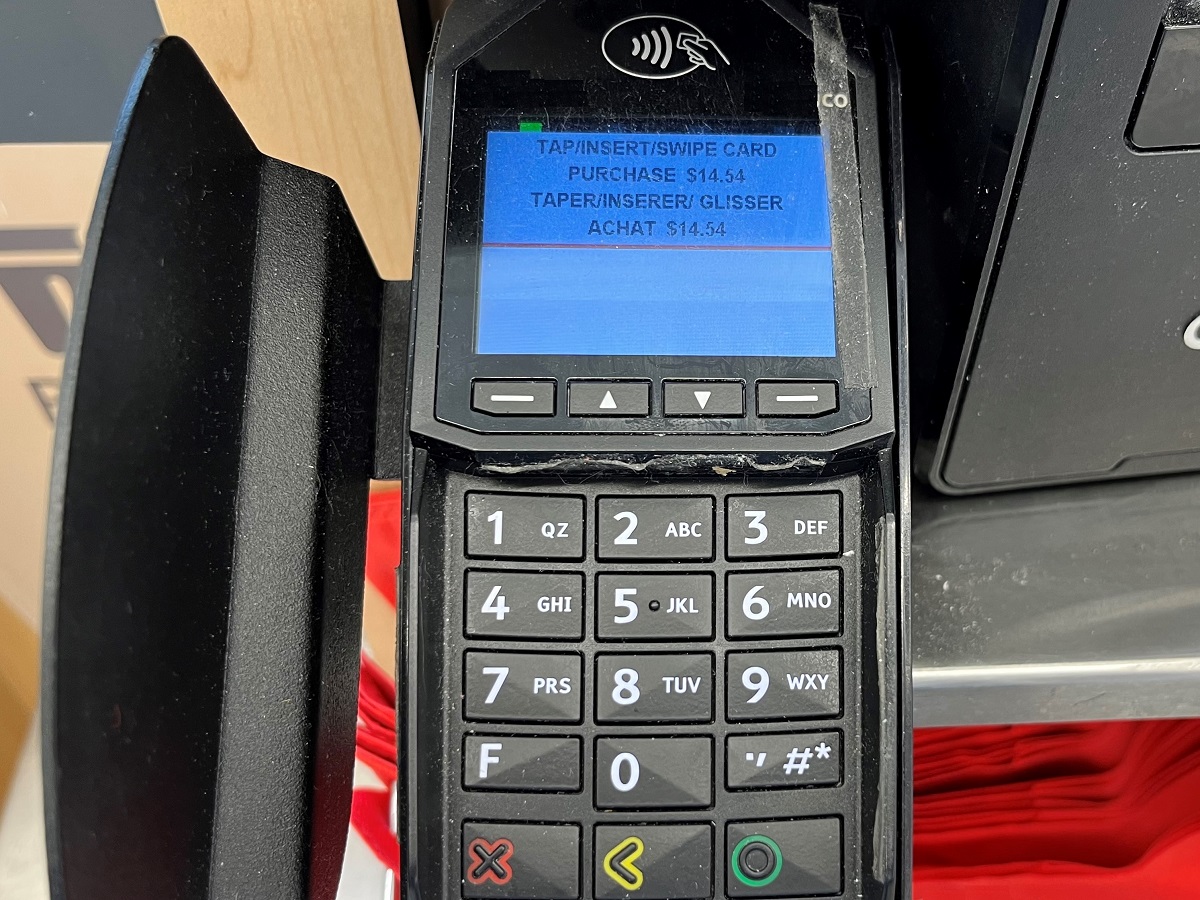 CO
TAP/INSERT/SWIPE CARD
PURCHASE $14.54
TAPER/INSERER/ GLISSER
ACHAT $14.54
1 QZ 2 ABC 3 DEF
4 GHI 5 JKL 6 MNO
7 PRS 8 TUV 9 WXY
F 0 ., #*